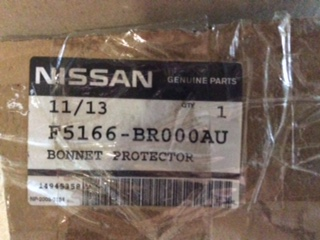 NISSAN GENUINE PARTS
11/13 QTY 1
F5166-BR000AU
BONNET PROTECTOR